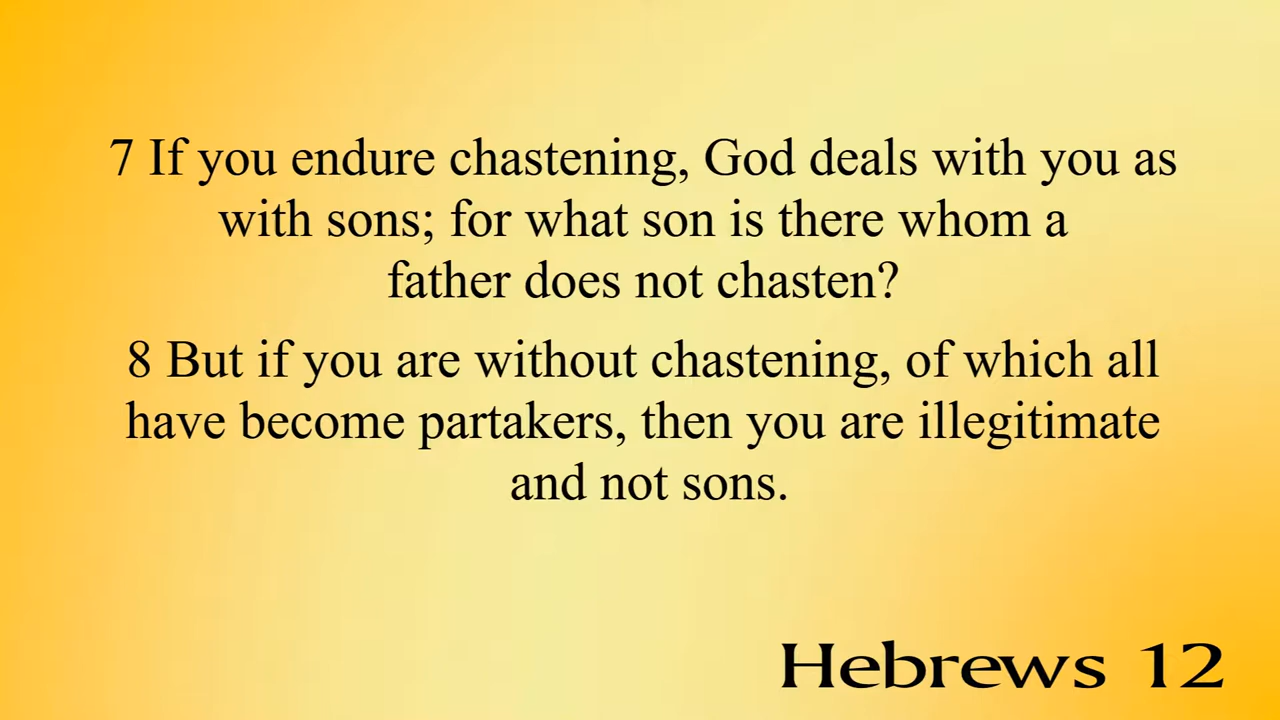 7 If you endure chastening, God deals with you as
with sons; for what son is there whom a
father does not chasten?
8 But if you are without chastening, of which all
have become partakers, then you are illegitimate
and not sons.
Hebrews 12